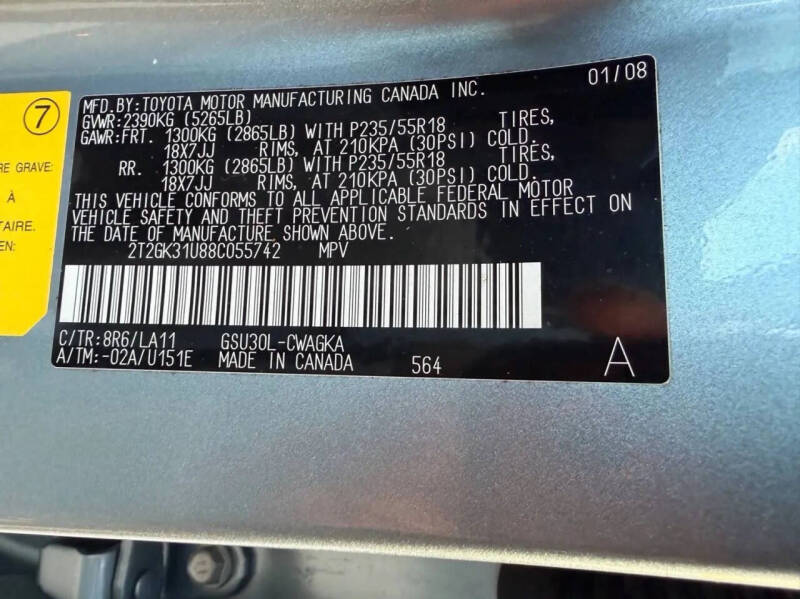 7
RE GRAVE:
À
TAIRE.
EN:
01/08
MFD.BY:TOYOTA MOTOR MANUFACTURING CANADA INC.
GVWR:2390KG (5265LB)
GAWR:FRT. 1300KG (2865LB) WITH P235/55R18 TIRES,
18X7JJ RIMS, AT 210KPA (30PSI) COLD.
RR. 1300KG (2865LB) WITH P235/55R18 TIRES,
18X7JJ RIMS, AT 210KPA (30PSI) COLD.
THIS VEHICLE CONFORMS TO ALL APPLICABLE FEDERAL MOTOR
VEHICLE SAFETY AND THEFT PREVENTION STANDARDS IN EFFECT ON
THE DATE OF MANUFACTURE SHOWN ABOVE.
2T2GK31U88C055742 MPV
C/TR:8R6/LA11 GSU30L-CWAGKA
A/TM:-02A/U151E MADE IN CANADA 564 A